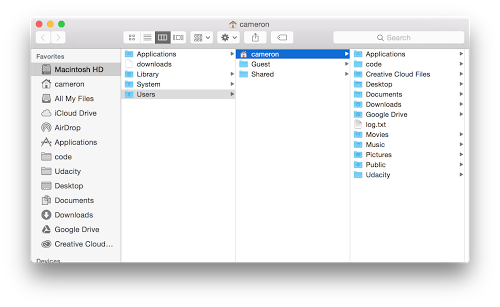 cameron
Search
Favorites
Macintosh HD
cameron
All My Files
iCloud Drive
AirDrop
Applications
code
Udacity
Desktop
Documents
Downloads
Google Drive
Creative Cloud...
Devices
Applications
downloads
Library
System
Users
cameron
Guest
Shared
Applications
code
Creative Cloud Files
Desktop
Documents
Downloads
Google Drive
log.txt
Movies
Music
Pictures
Public
Udacity